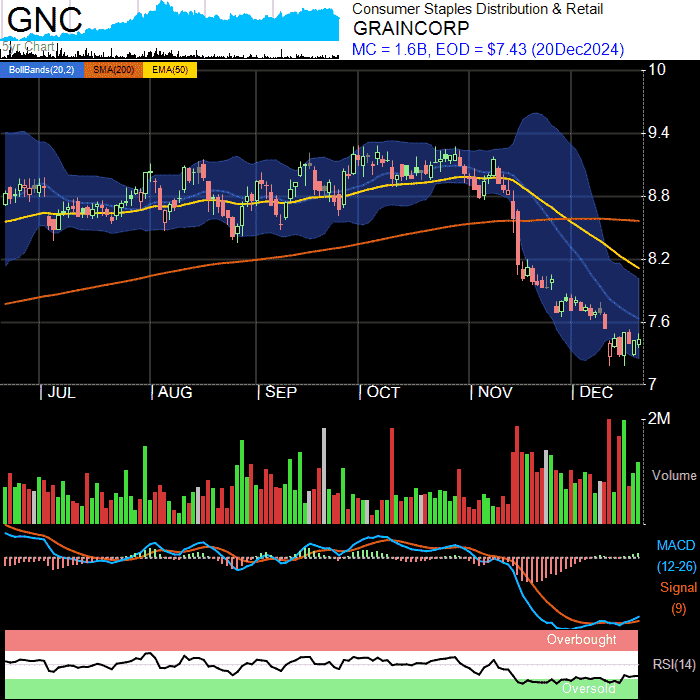 GNC
5yr Chart
Consumer Staples Distribution & Retail
GRAINCORP
MC = 1.6B, EOD = $7.43 (20Dec2024)
BollBands(20,2) SMA(200) EMA(50)
10
9.4
8.8
8.2
7.6
7
JUL AUG SEP OCT NOV DEC
2M
Volume
MACD
(12-26)
Signal
(9)
Overbought
RSI(14)
Oversold